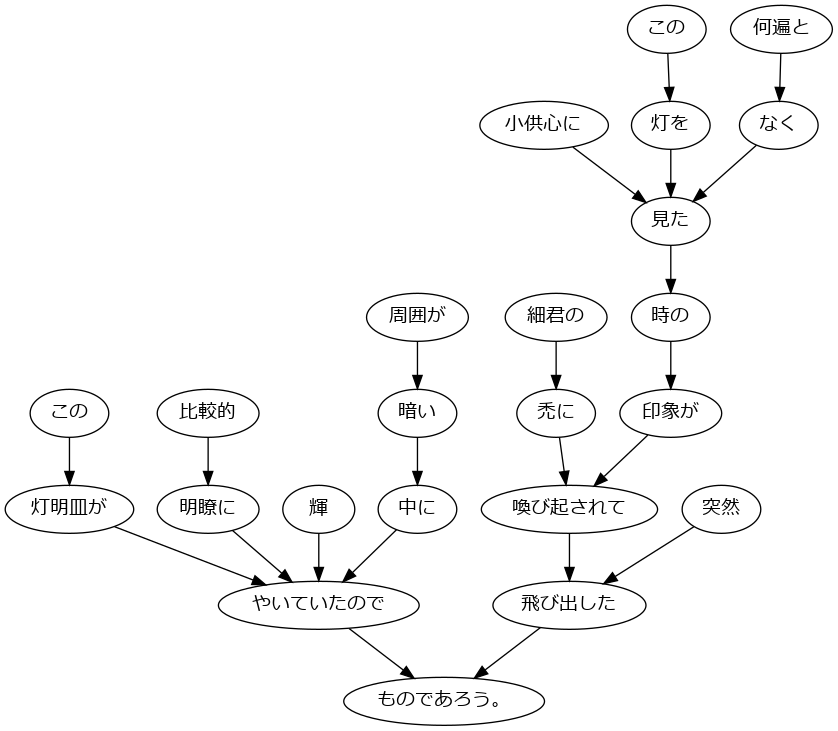 この
何遍と
小供心に
灯を
なく
見た
周囲が
細君の
時の
この
比較的
暗い
禿に
印象が
灯明皿が
明瞭に
輝
中に
喚び起されて
突然
やいていたので
飛び出した
ものであろう。